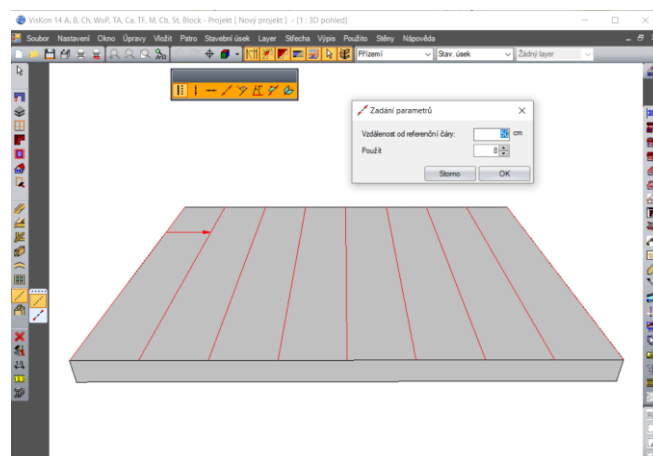 VisKon 14 A, B, Ch, WuP, TA, Ca, TF, M, Cb, St, Block - Projekt ( Nový projekt ) - [1 : 3D pohled]
Soubor Nastavení Okno Úpravy Vložit Patro Stavební úsek Layer Střecha Výpis Použito Stěny Nápověda
Přízemí Stav. úsek Žádný layer
Zadání parametrů
Vzdálenost od referenční čáry: 50 cm
Použít 8
Storno OK